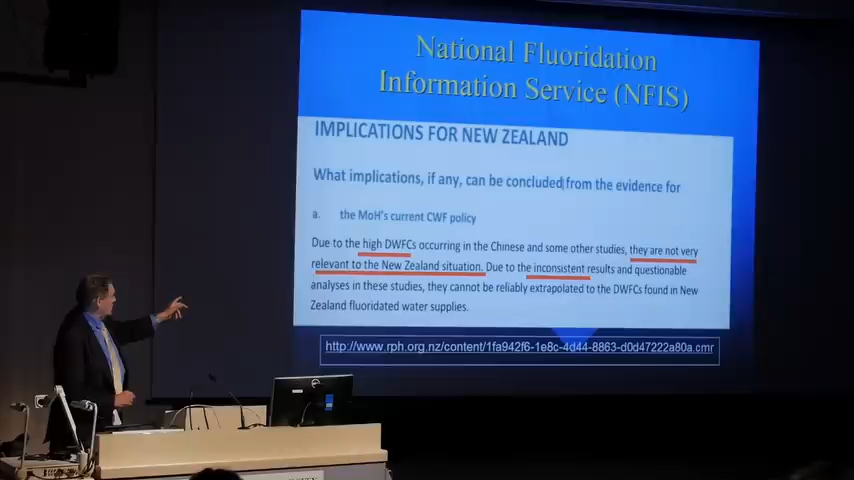 National Fluoridation
Information Service (NFIS)
IMPLICATIONS FOR NEW ZEALAND
What implications, if any, can be concluded from the evidence for
a. the MoH's current CWF policy
Due to the high DWFCs occurring in the Chinese and some other studies, they are not very
relevant to the New Zealand situation. Due to the inconsistent results and questionable
analyses in these studies, they cannot be reliably extrapolated to the DWFCs found in New
Zealand fluoridated water supplies.
http://www.rph.org.nz/content/1fa942f6-1e8c-4d44-8863-d0d47222a80a.cmr